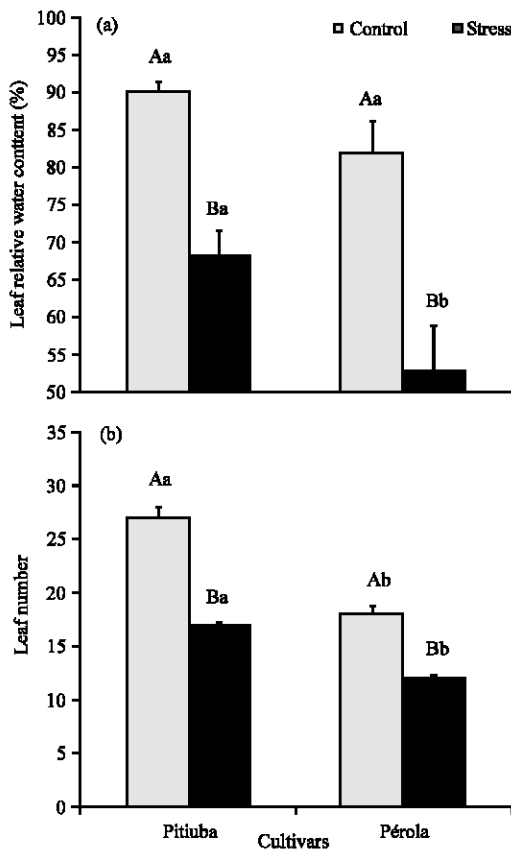 (a)
Control
Stress
Leaf relative water conttent (%)
100
95
90
85
80
75
70
65
60
55
50
Aa
Ba
Aa
Bb
(b)
Leaf number
35
30
25
20
15
10
5
0
Aa
Ba
Ab
Bb
Pitiuba
Pérola
Cultivars